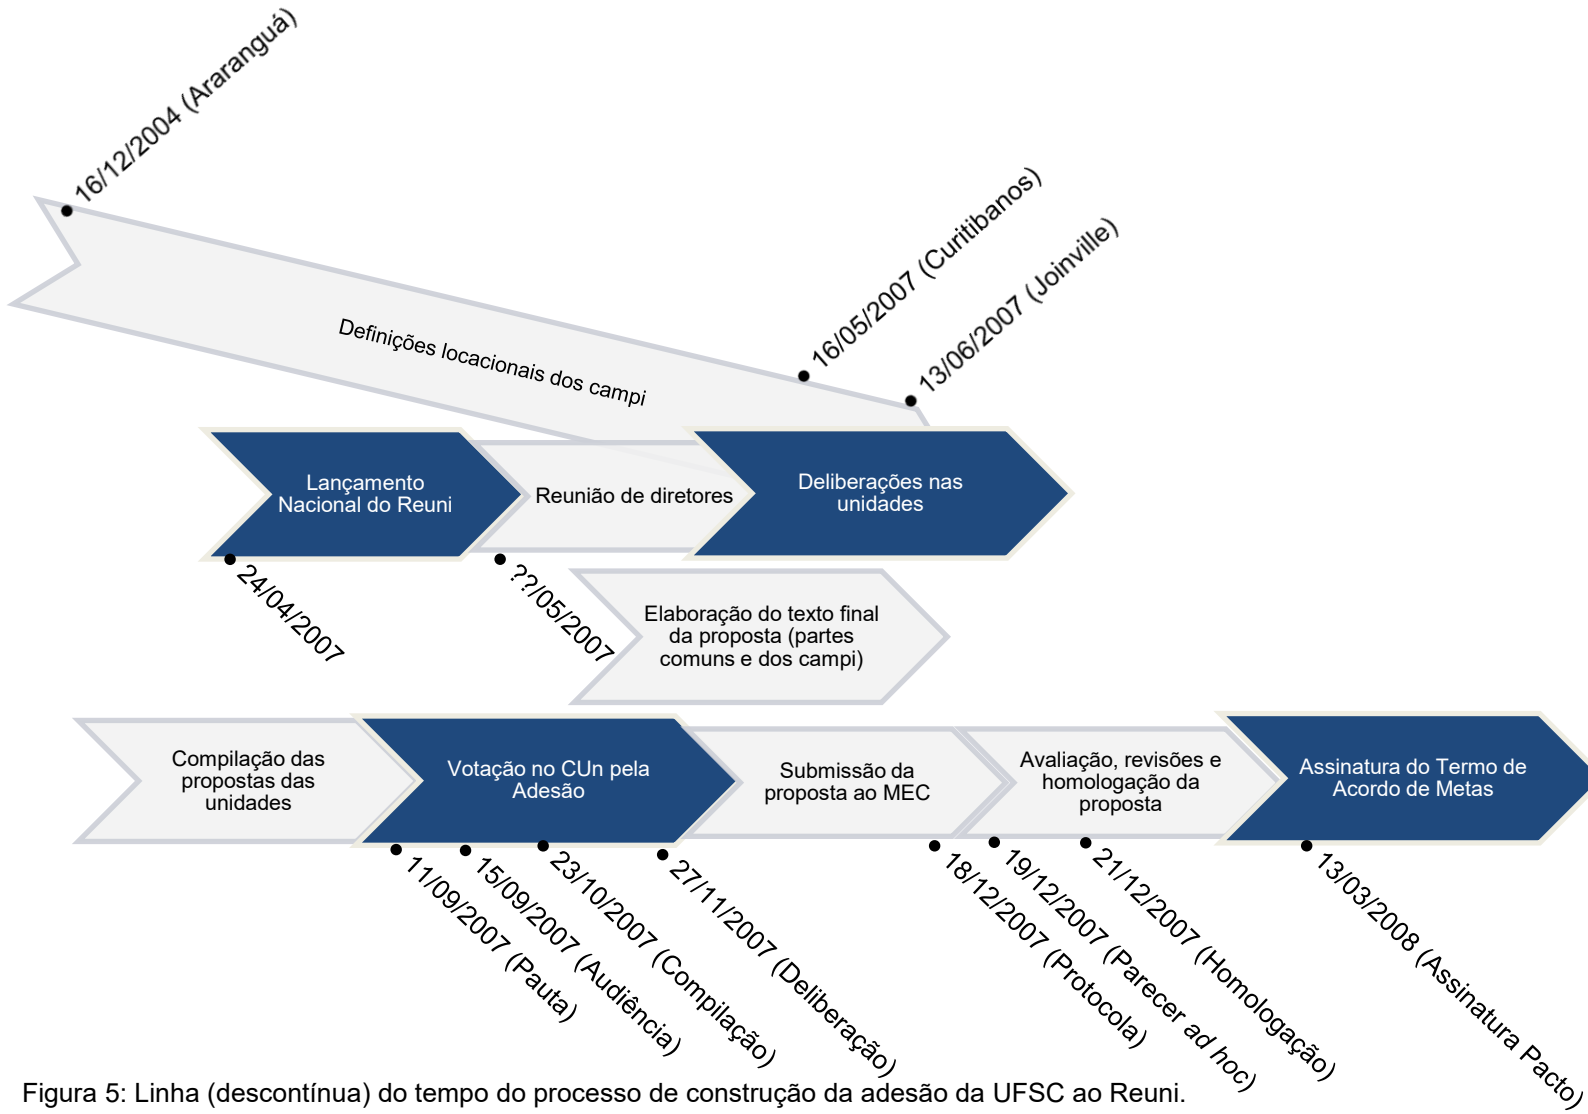 16/12/2004 (Araranguá)
16/05/2007 (Curitibanos)
13/06/2007 (Joinville)
Definições locacionais dos campi
Lançamento
Nacional do Reuni
Reunião de diretores
Deliberações nas
unidades
24/04/2007
??/05/2007
Elaboração do texto final
da proposta (partes
comuns e dos campi)
Compilação das
propostas das
unidades
Votação no CUn pela
Adesão
Submissão da
proposta ao MEC
Avaliação, revisões e
homologação da
proposta
Assinatura do Termo de
Acordo de Metas
11/09/2007 (Pauta)
15/09/2007 (Audiência)
23/10/2007 (Compilação)
27/11/2007 (Deliberação)
18/12/2007 (Protocola)
19/12/2007 (Parecer ad hoc)
21/12/2007 (Homologação)
13/03/2008 (Assinatura Pacto)
Figura 5: Linha (descontínua) do tempo do processo de construção da adesão da UFSC ao Reuni.